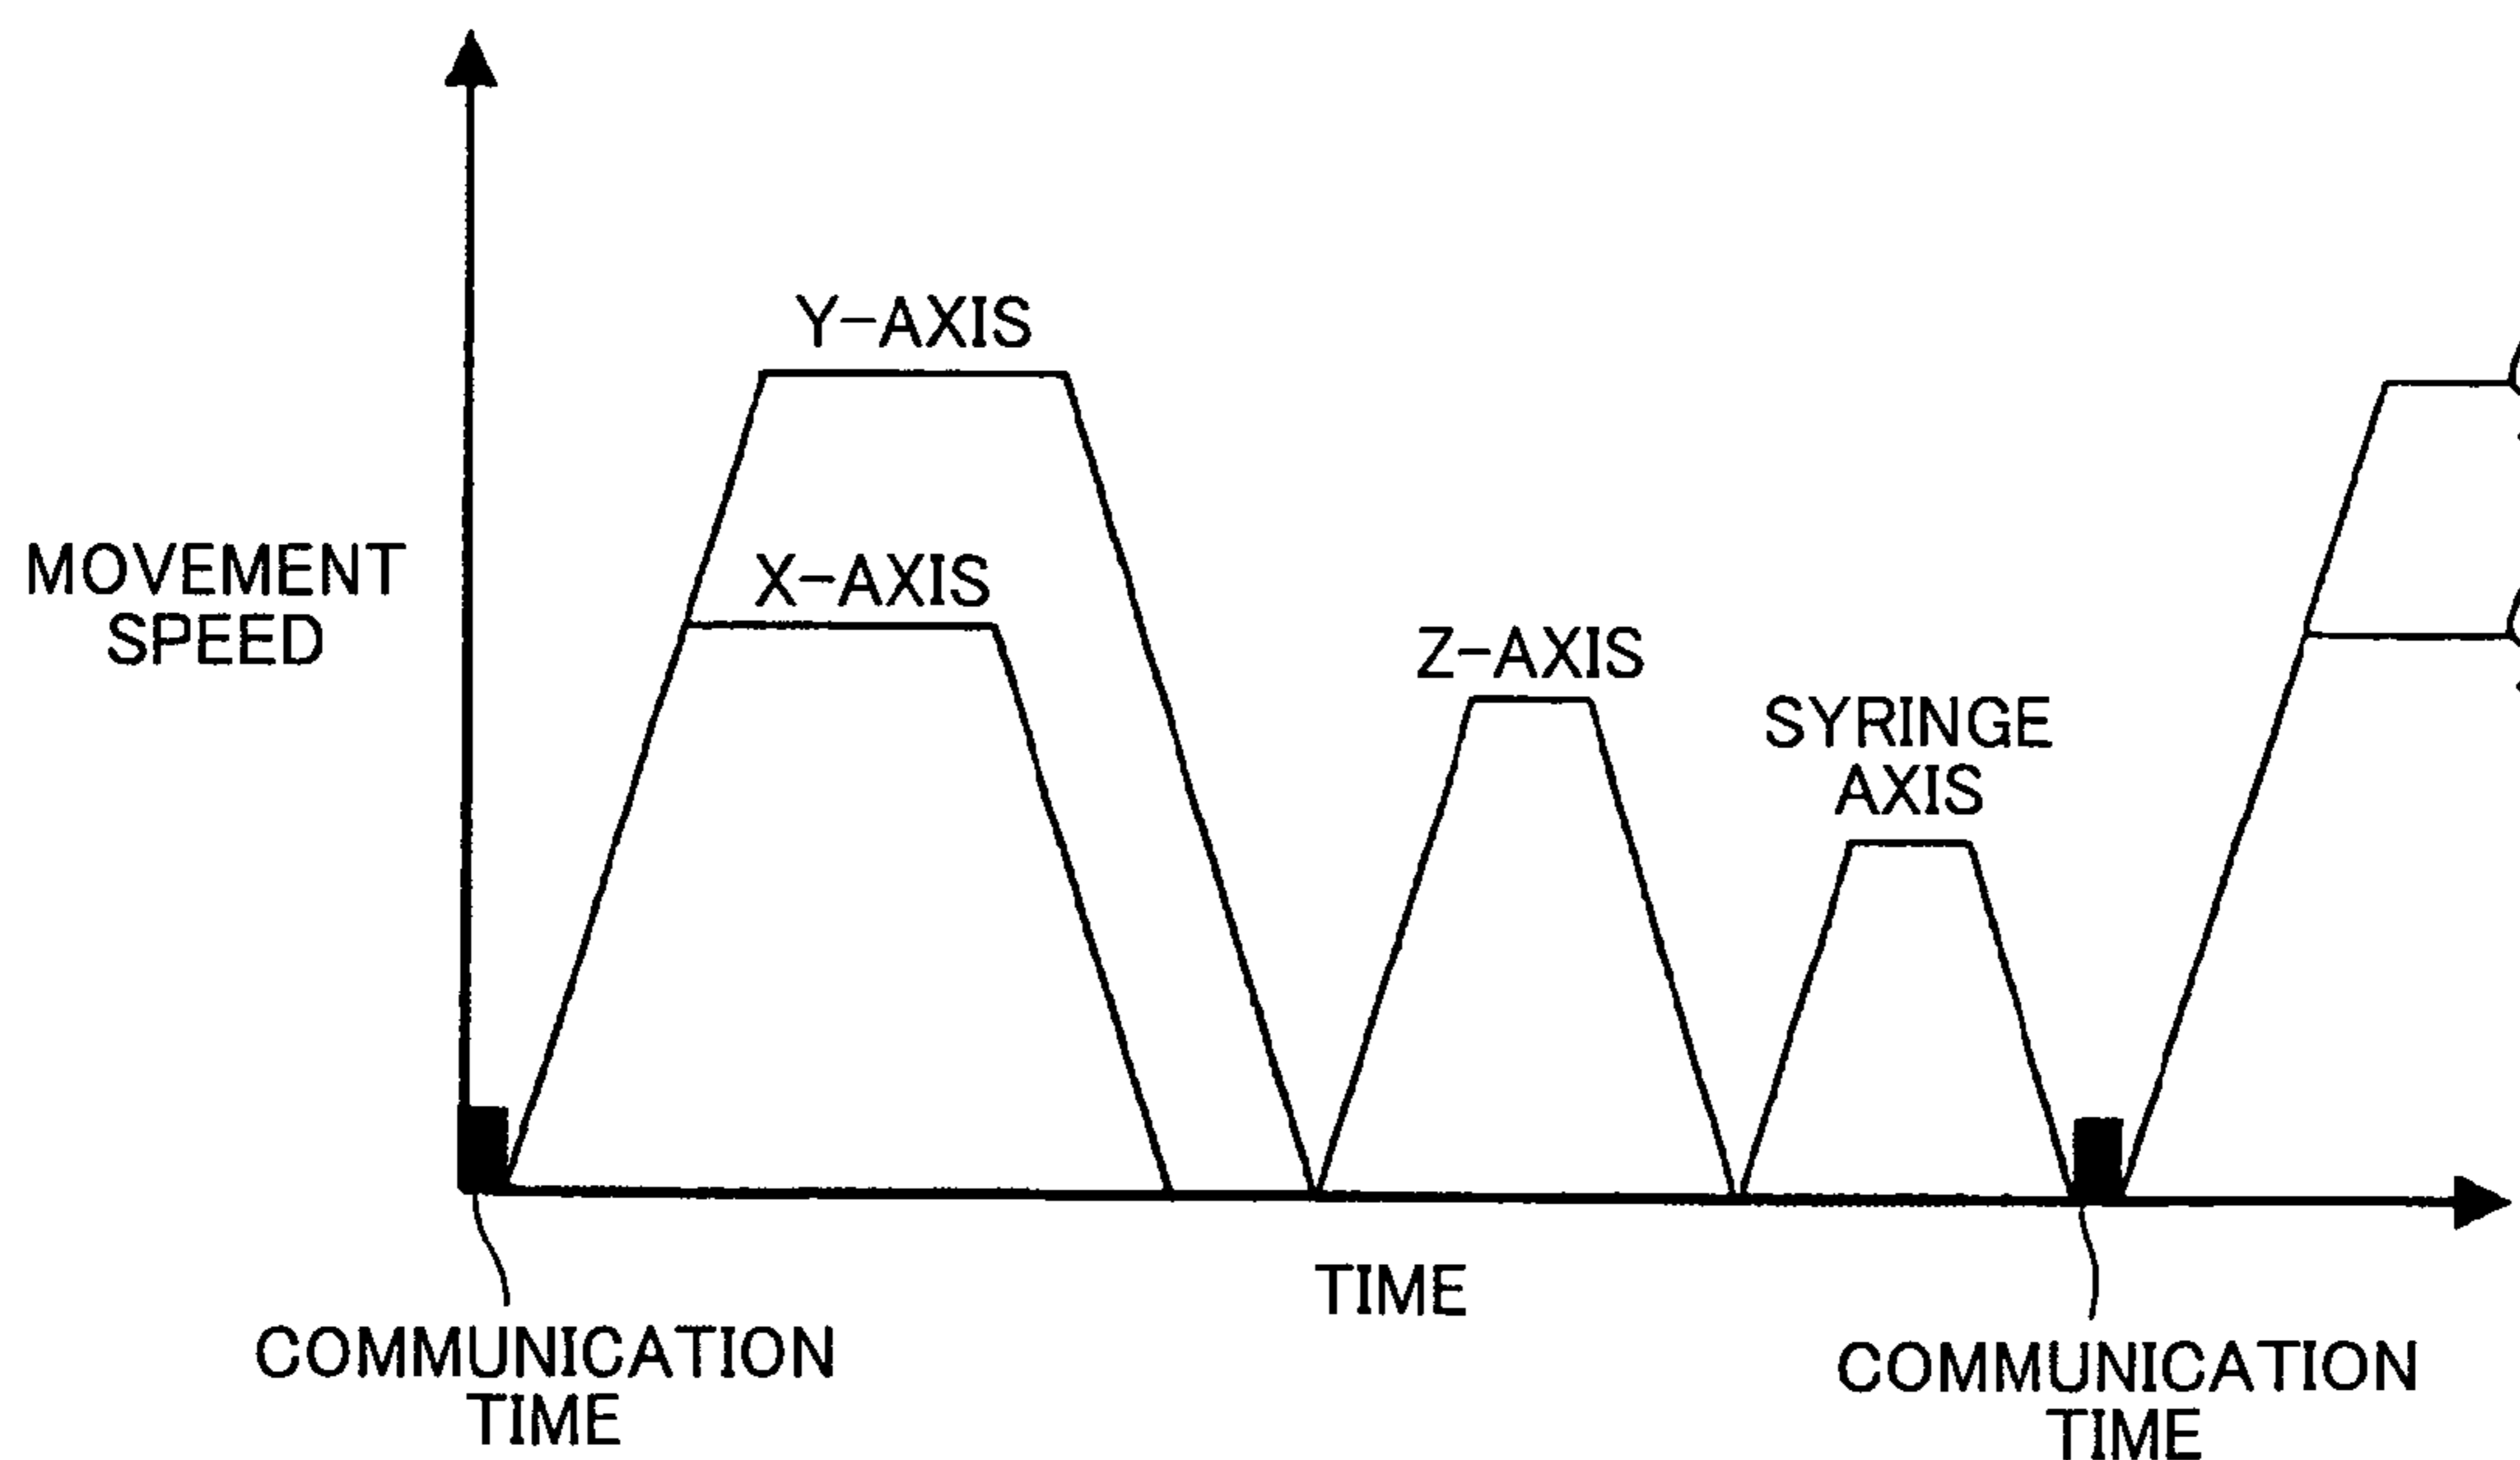 Y-AXIS
MOVEMENT
SPEED
X-AXIS
Z-AXIS
SYRINGE
AXIS
TIME
COMMUNICATION
TIME
COMMUNICATION
TIME